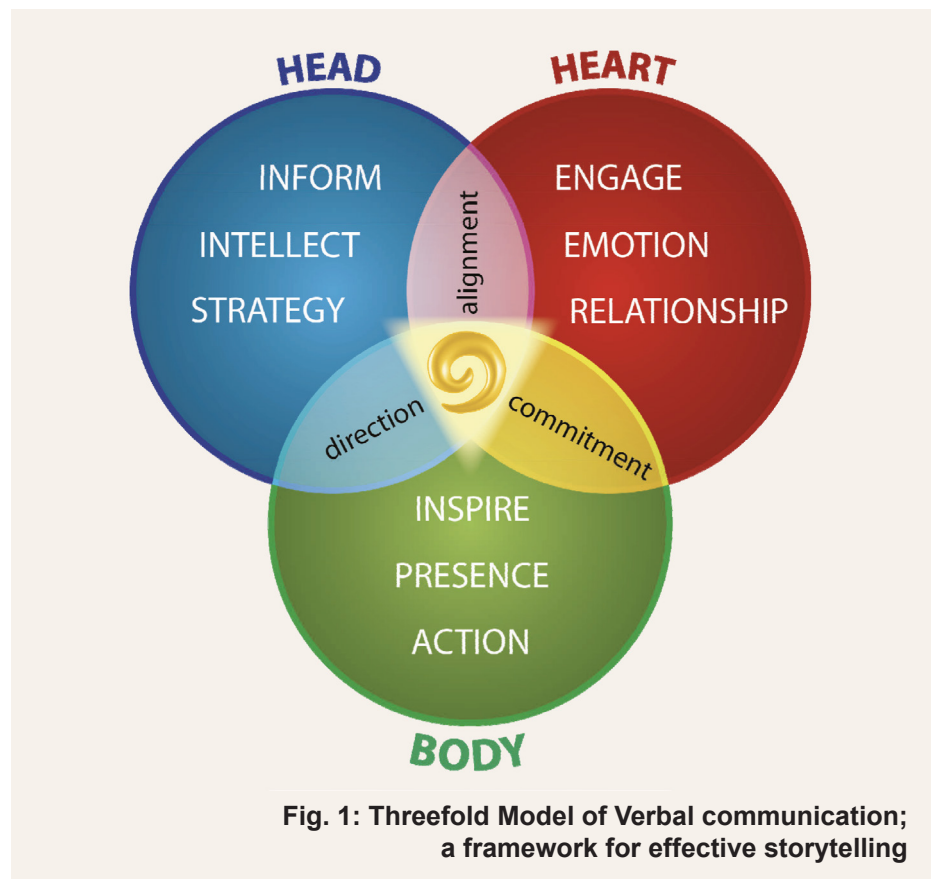 HEAD
HEART
INFORM
INTELLECT
STRATEGY
ENGAGE
EMOTION
RELATIONSHIP
alignment
direction
commitment
INSPIRE
PRESENCE
ACTION
BODY
Fig. 1: Threefold Model of Verbal communication;
a framework for effective storytelling